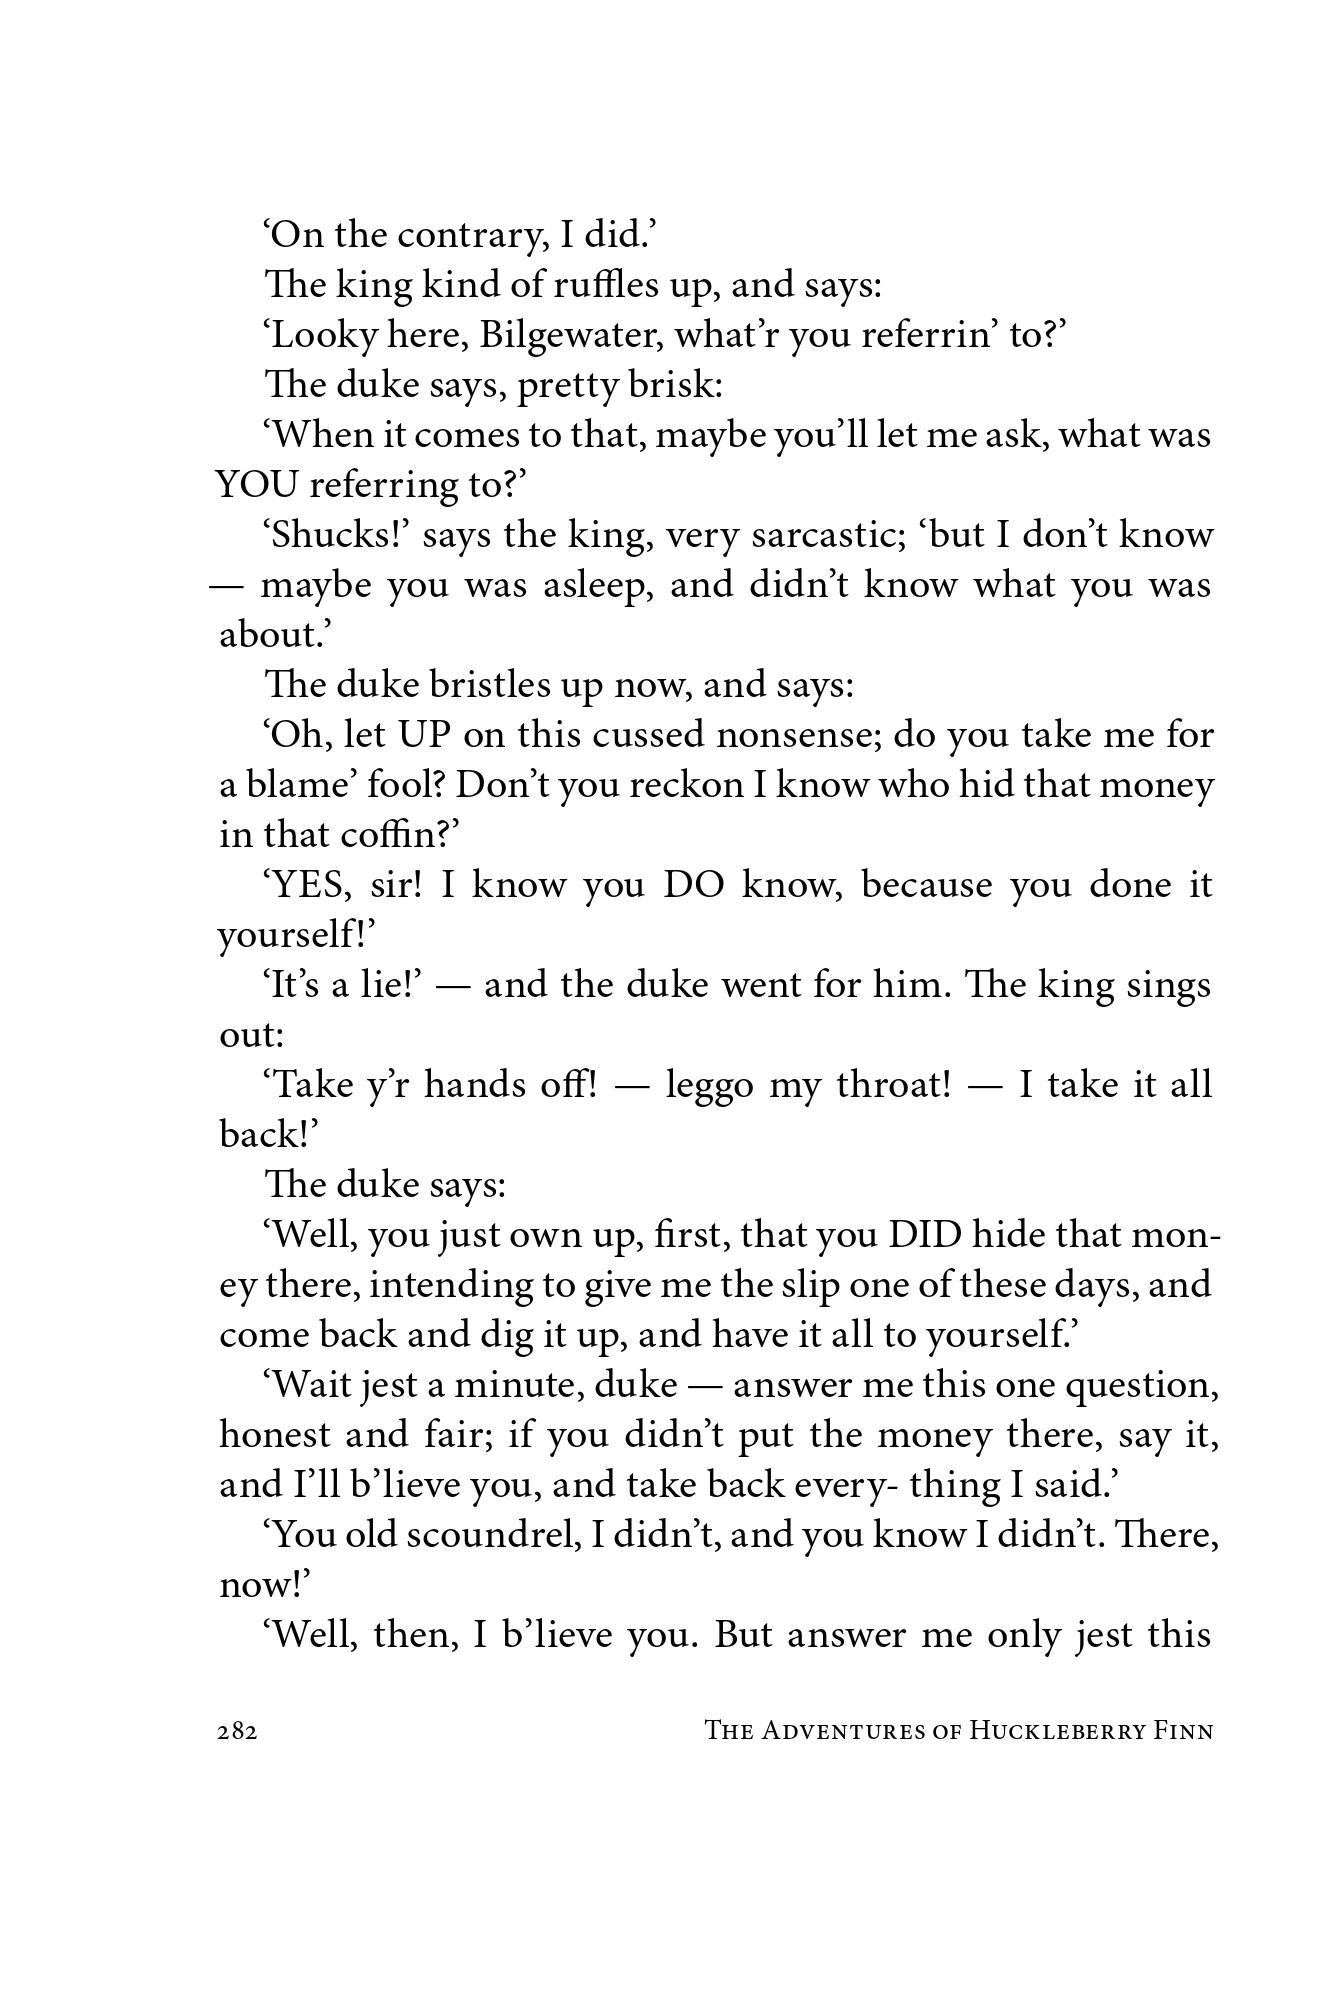 ‘On the contrary, I did.’
The king kind of ruffles up, and says:
‘Looky here, Bilgewater, what’r you referrin’ to?’
The duke says, pretty brisk:
‘When it comes to that, maybe you’ll let me ask, what was
YOU referring to?’
‘Shucks!’ says the king, very sarcastic; ‘but I don’t know
— maybe you was asleep, and didn’t know what you was
about.’
The duke bristles up now, and says:
‘Oh, let UP on this cussed nonsense; do you take me for
a blame’ fool? Don’t you reckon I know who hid that money
in that coffin?’
‘YES, sir! I know you DO know, because you done it
yourself!’
‘It’s a lie!’ — and the duke went for him. The king sings
out:
‘Take y’r hands off! — leggo my throat! — I take it all
back!’
The duke says:
‘Well, you just own up, first, that you DID hide that mon-
ey there, intending to give me the slip one of these days, and
come back and dig it up, and have it all to yourself.’
‘Wait jest a minute, duke — answer me this one question,
honest and fair; if you didn’t put the money there, say it,
and I’ll b’lieve you, and take back every- thing I said.’
‘You old scoundrel, I didn’t, and you know I didn’t. There,
now!’
‘Well, then, I b’lieve you. But answer me only jest this
282 The Adventures of Huckleberry Finn